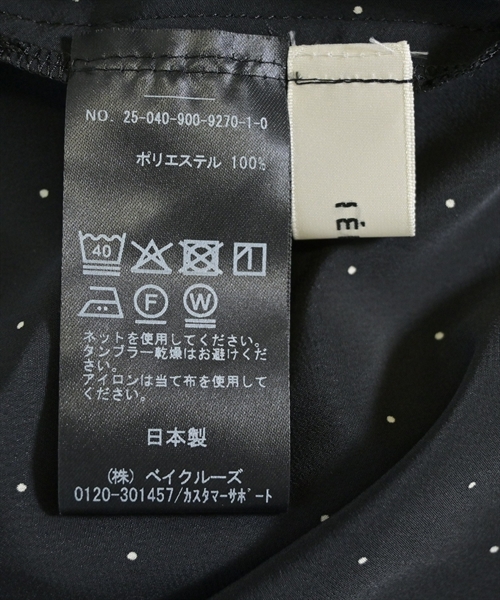 NO. 25-040-900-9270-1-0
ポリエステル 100%
40
F W
ネットを使用してください。
タンブラー乾燥はお避けくだ
さい。
アイロンは当て布を使用して
ください。
日本製
(株) ベイクルーズ
0120-301457/カスタマーサポート